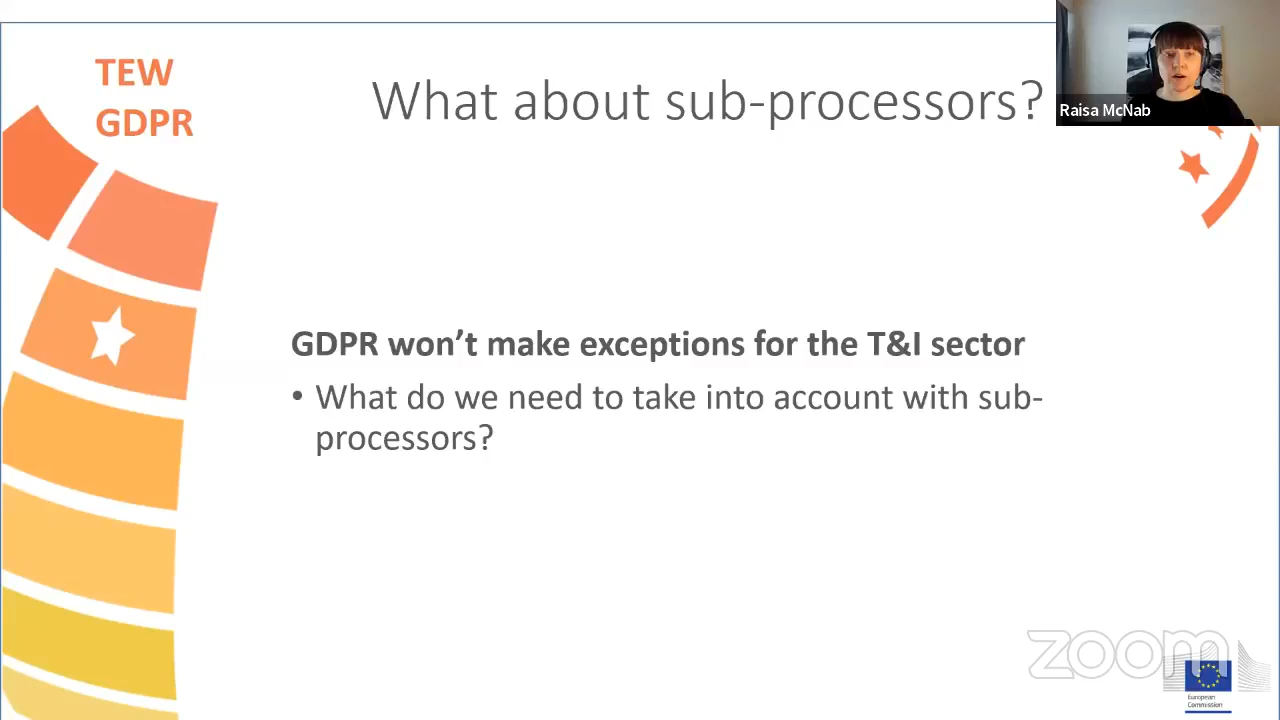 TEW
GDPR
What about sub-processors?
Raisa McNab
GDPR won’t make exceptions for the T&I sector
• What do we need to take into account with sub-
processors?
zoom
European
Commission